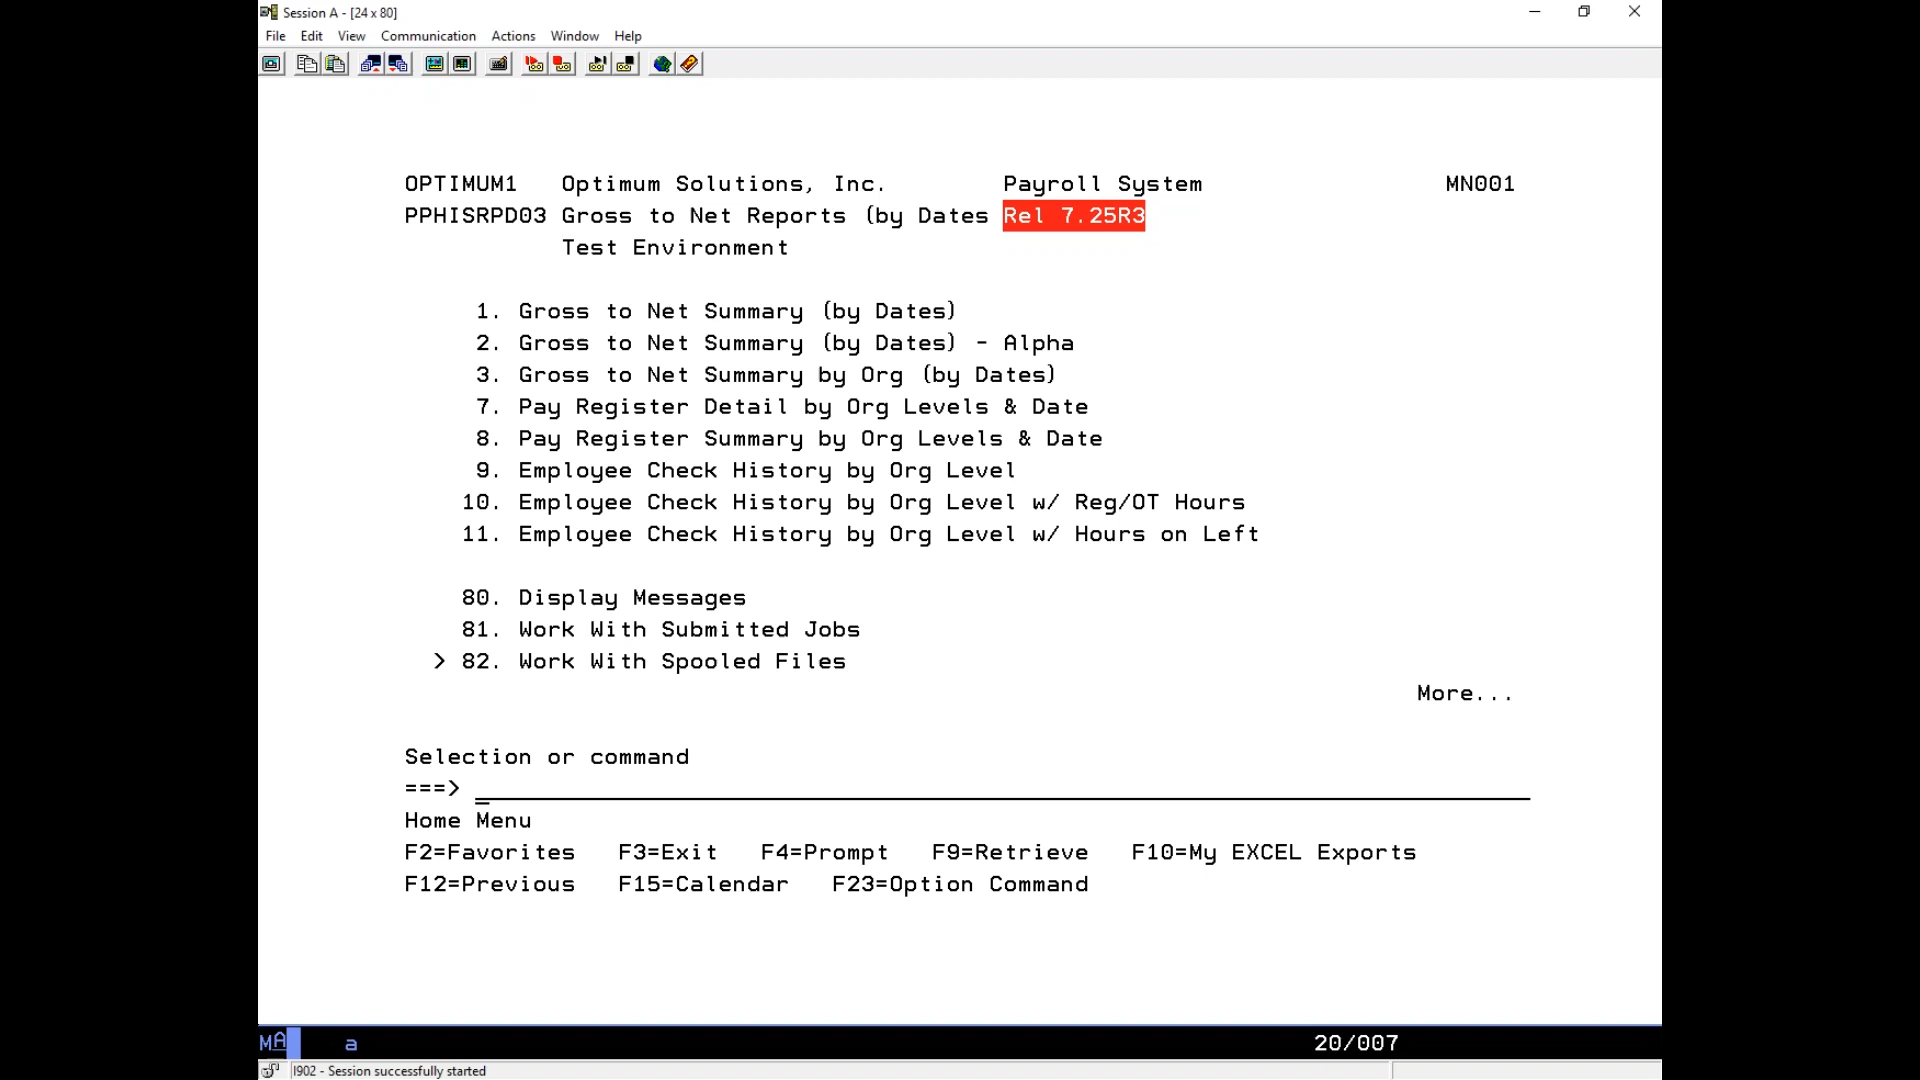 Session A - [24 x 80]
File Edit View Communication Actions Window Help
OPTIMUM1 Optimum Solutions, Inc. Payroll System MN001
PPHISRPD03 Gross to Net Reports (by Dates Rel 7.25R3
Test Environment
1. Gross to Net Summary (by Dates)
2. Gross to Net Summary (by Dates) - Alpha
3. Gross to Net Summary by Org (by Dates)
7. Pay Register Detail by Org Levels & Date
8. Pay Register Summary by Org Levels & Date
9. Employee Check History by Org Level
10. Employee Check History by Org Level w/ Reg/OT Hours
11. Employee Check History by Org Level w/ Hours on Left
80. Display Messages
81. Work With Submitted Jobs
> 82. Work With Spooled Files
More...
Selection or command
===>
Home Menu
F2=Favorites F3=Exit F4=Prompt F9=Retrieve F10=My EXCEL Exports
F12=Previous F15=Calendar F23=Option Command
MA a 20/007
I902 - Session successfully started